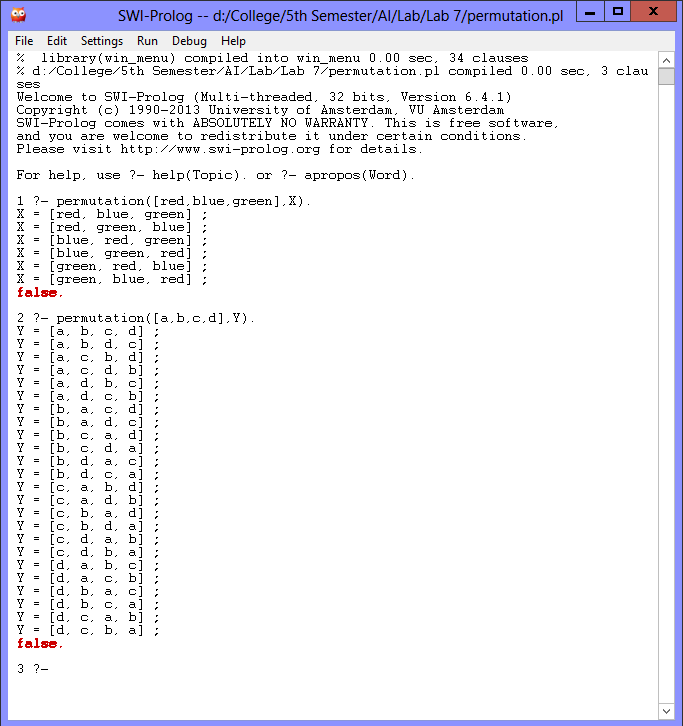 SWI-Prolog -- d:/College/5th Semester/AI/Lab/Lab 7/permutation.pl
File Edit Settings Run Debug Help
%  library(win_menu) compiled into win_menu 0.00 sec, 34 clauses
% d:/College/5th Semester/AI/Lab/Lab 7/permutation.pl compiled 0.00 sec, 3 clau
ses
Welcome to SWI-Prolog (Multi-threaded, 32 bits, Version 6.4.1)
Copyright (c) 1990-2013 University of Amsterdam, VU Amsterdam
SWI-Prolog comes with ABSOLUTELY NO WARRANTY. This is free software,
and you are welcome to redistribute it under certain conditions.
Please visit http://www.swi-prolog.org for details.
For help, use ?- help(Topic). or ?- apropos(Word).
1 ?- permutation([red,blue,green],X).
X = [red, blue, green] ;
X = [red, green, blue] ;
X = [blue, red, green] ;
X = [blue, green, red] ;
X = [green, red, blue] ;
X = [green, blue, red] ;
false.
2 ?- permutation([a,b,c,d],Y).
Y = [a, b, c, d] ;
Y = [a, b, d, c] ;
Y = [a, c, b, d] ;
Y = [a, c, d, b] ;
Y = [a, d, b, c] ;
Y = [a, d, c, b] ;
Y = [b, a, c, d] ;
Y = [b, a, d, c] ;
Y = [b, c, a, d] ;
Y = [b, c, d, a] ;
Y = [b, d, a, c] ;
Y = [b, d, c, a] ;
Y = [c, a, b, d] ;
Y = [c, a, d, b] ;
Y = [c, b, a, d] ;
Y = [c, b, d, a] ;
Y = [c, d, a, b] ;
Y = [c, d, b, a] ;
Y = [d, a, b, c] ;
Y = [d, a, c, b] ;
Y = [d, b, a, c] ;
Y = [d, b, c, a] ;
Y = [d, c, a, b] ;
Y = [d, c, b, a] ;
false.
3 ?-